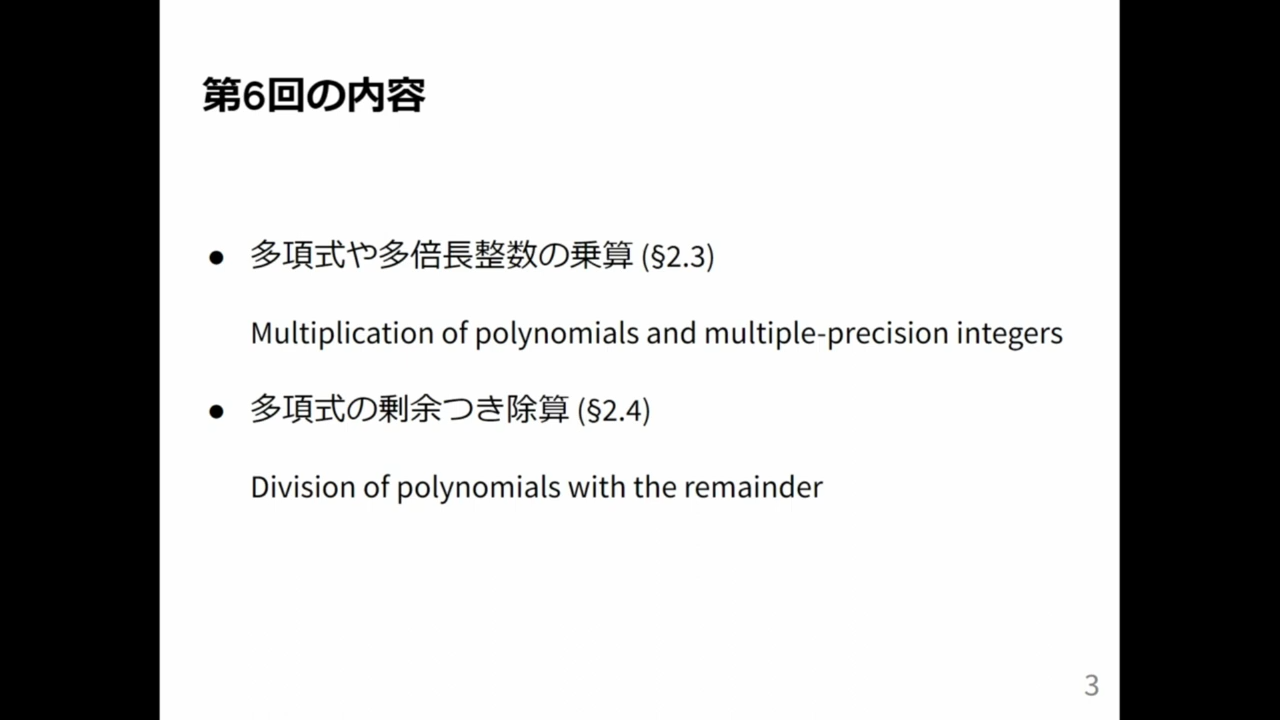 第6回の内容
● 多項式や多倍長整数の乗算 (§2.3)
Multiplication of polynomials and multiple-precision integers
● 多項式の剰余つき除算 (§2.4)
Division of polynomials with the remainder
3